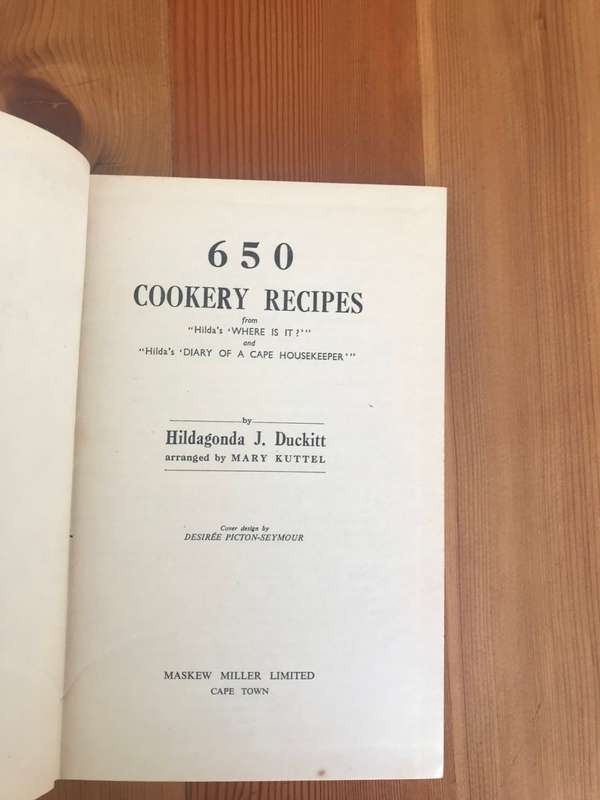 650
COOKERY RECIPES
from
"Hilda's 'WHERE IS IT?'"
and
"Hilda's 'DIARY OF A CAPE HOUSEKEEPER'"
by
Hildagonda J. Duckitt
arranged by MARY KUTTEL
Cover design by
DESIRÉE PICTON-SEYMOUR
MASKEW MILLER LIMITED
CAPE TOWN